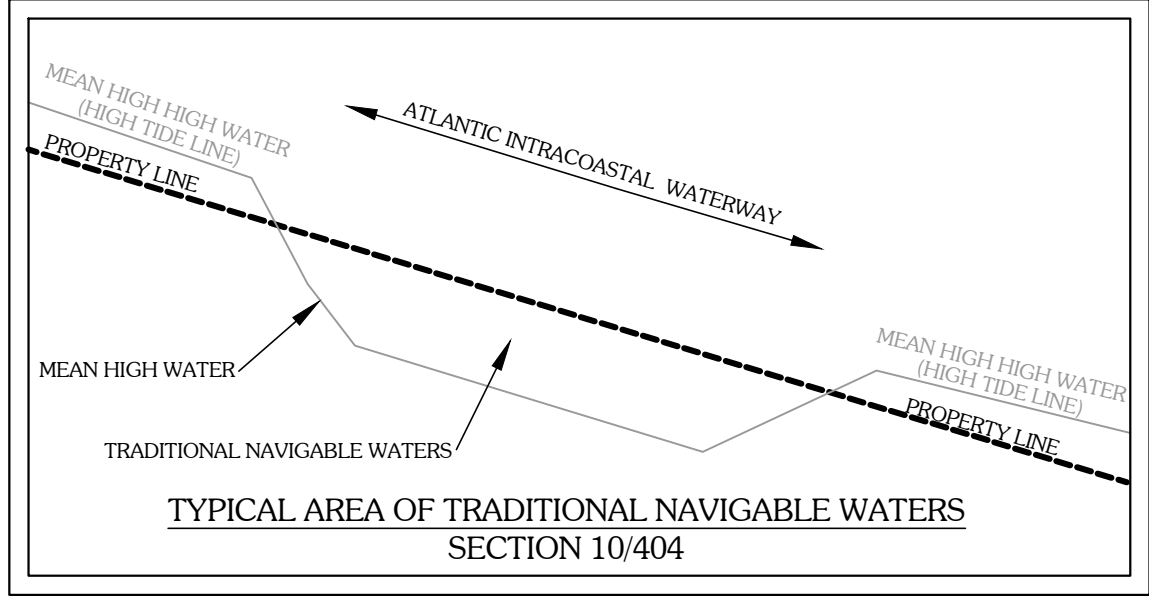 MEAN HIGH HIGH WATER
(HIGH TIDE LINE)
PROPERTY LINE
ATLANTIC INTRACOASTAL WATERWAY
MEAN HIGH WATER
TRADITIONAL NAVIGABLE WATERS
MEAN HIGH HIGH WATER
(HIGH TIDE LINE)
PROPERTY LINE
TYPICAL AREA OF TRADITIONAL NAVIGABLE WATERS
SECTION 10/404